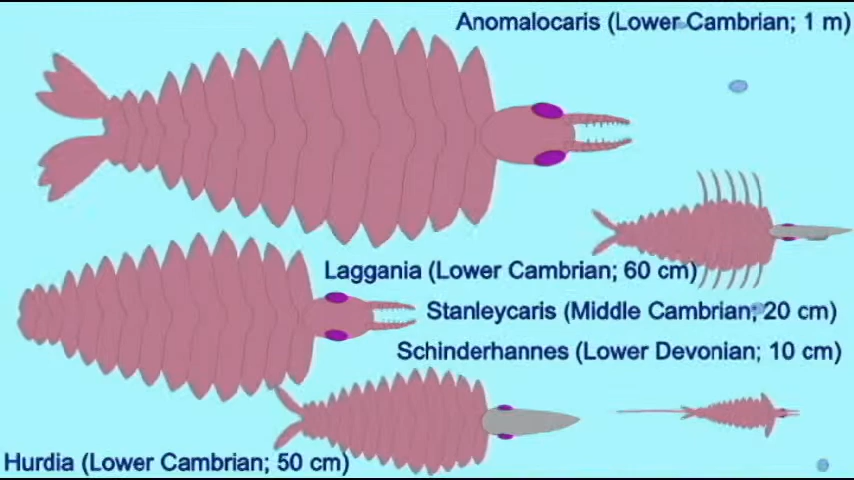 Anomalocaris (Lower Cambrian; 1 m)
Laggania (Lower Cambrian; 60 cm)
Stanleycaris (Middle Cambrian; 20 cm)
Schinderhannes (Lower Devonian; 10 cm)
Hurdia (Lower Cambrian; 50 cm)